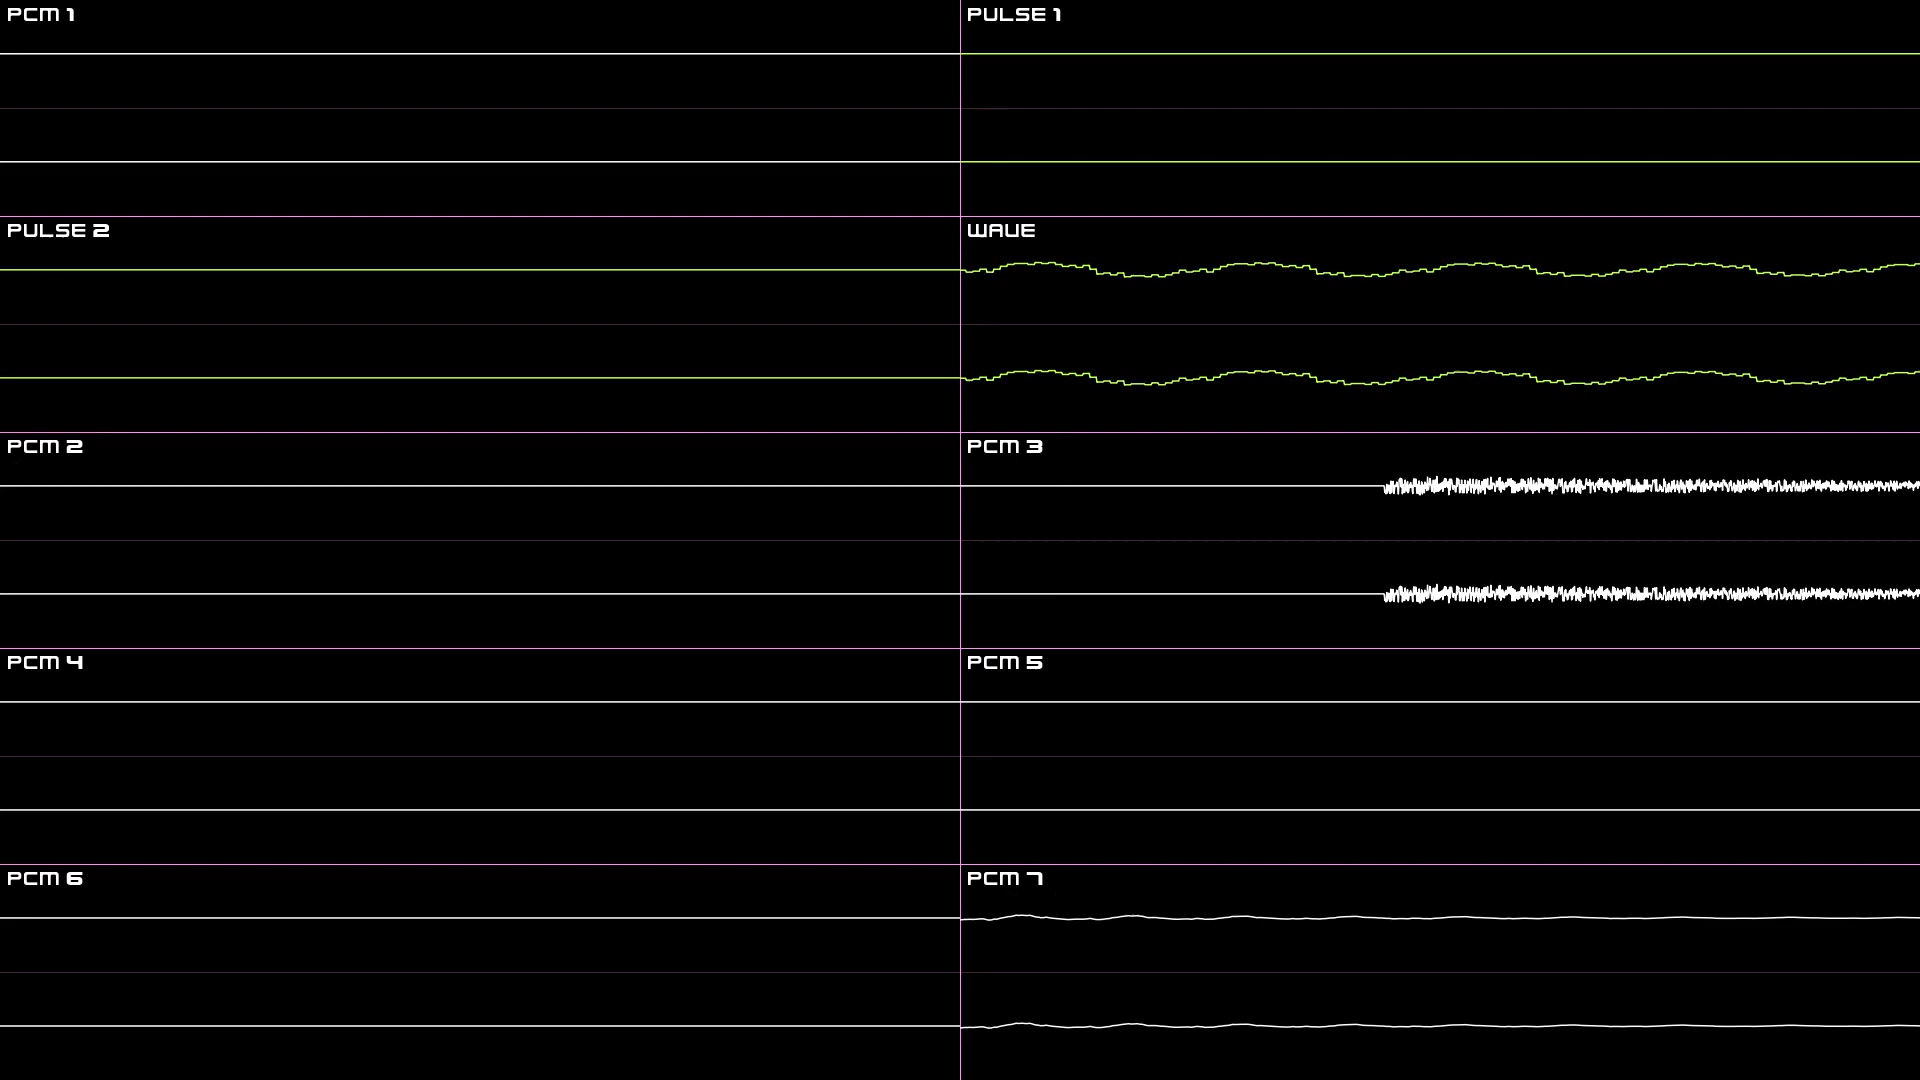 PCM 1
PULSE 1
PULSE 2
WAVE
PCM 2
PCM 3
PCM 4
PCM 5
PCM 6
PCM 7